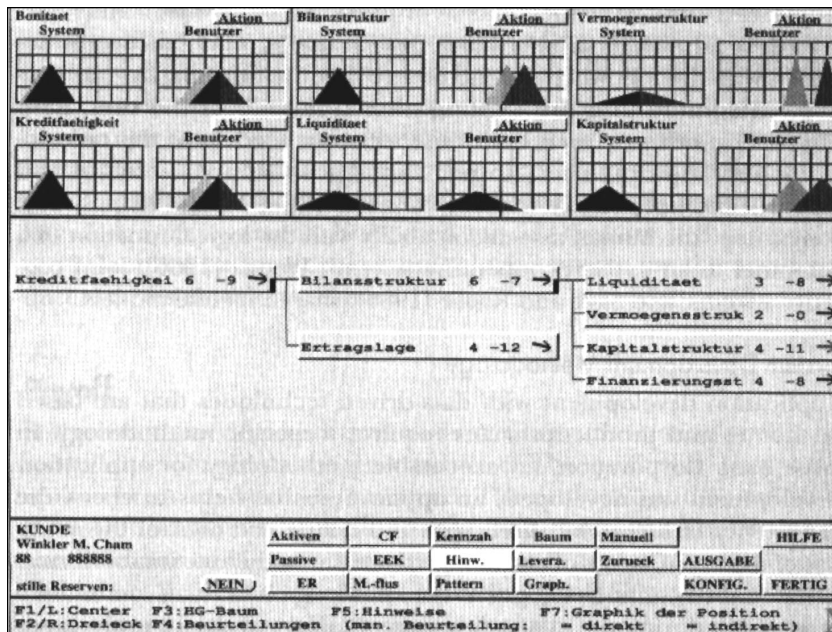 Bonitaet Aktion Bilanzstruktur Aktion Vermoegensstruktur Aktion
System Benutzer System Benutzer System Benutzer
Kreditfaehigkeit Aktion Liquiditaet Aktion Kapitalstruktur Aktion
System Benutzer System Benutzer System Benutzer
Kreditfaehigkei 6 -9 → Bilanzstruktur 6 -7 → Liquiditaet 3 -8 →
Vermoegensstruk 2 -0 →
Ertragslage 4 -12 → Kapitalstruktur 4 -11 →
Finanzierungsst 4 -8 →
KUNDE Aktiven CF Kennzah Baum Manuell HILFE
Winkler M. Cham
88 888888 Passive EEK Hinw. Levera. Zurueck AUSGABE
stille Reserven: NEIN ER M.-flus Pattern Graph. KONFIG. FERTIG
F1/L:Center F3:HG-Baum F5:Hinweise F7:Graphik der Position
F2/R:Dreieck F4:Beurteilungen (man. Beurteilung: = direkt = indirekt)